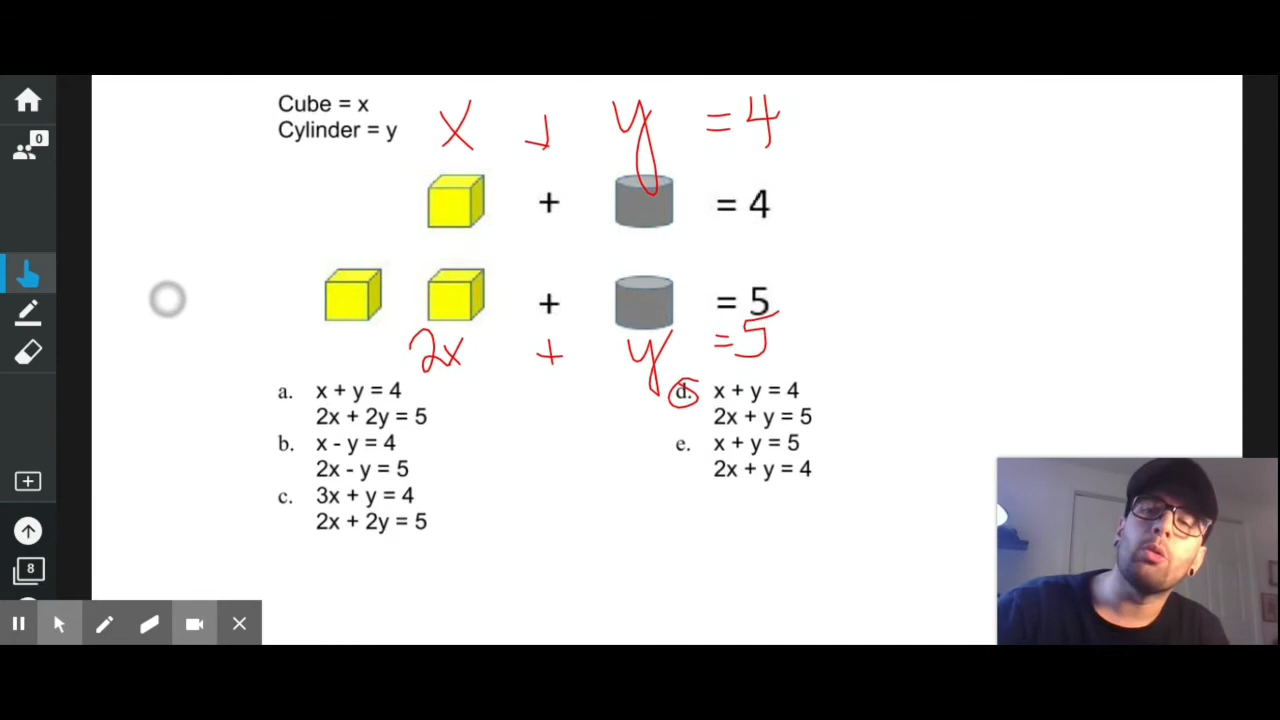 0
Cube = x
Cylinder = y
x + y = 4
+ = 4
+ = 5
2x + y = 5
a. x + y = 4
2x + 2y = 5
b. x - y = 4
2x - y = 5
c. 3x + y = 4
2x + 2y = 5
d. x + y = 4
2x + y = 5
e. x + y = 5
2x + y = 4
8